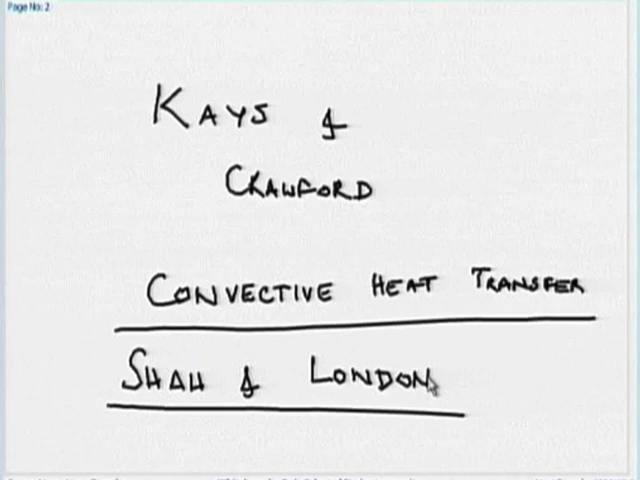 Page No: 2
KAYS &
CRAWFORD
CONVECTIVE HEAT TRANSFER
SHAH & LONDON